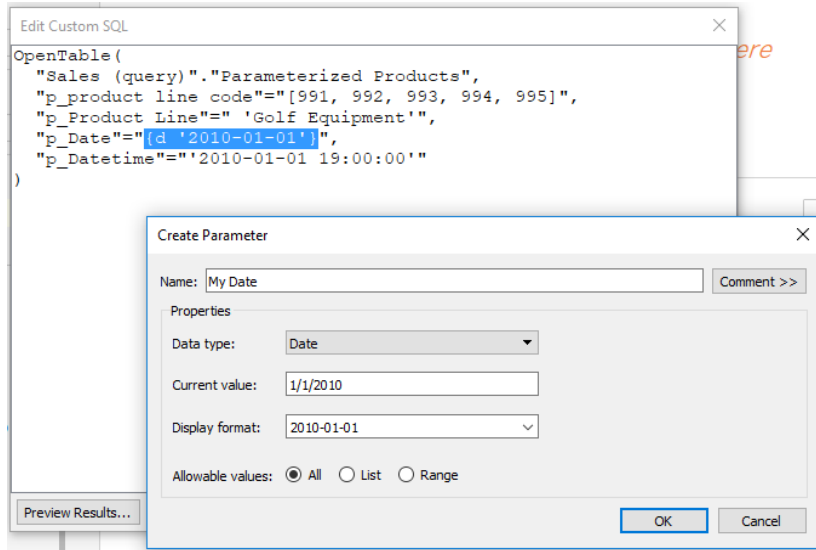 Edit Custom SQL
ere
OpenTable(
"Sales (query)"."Parameterized Products",
"p_product line code"="[991, 992, 993, 994, 995]",
"p_Product Line"=" 'Golf Equipment'",
"p_Date"="{d '2010-01-01'}",
"p_Datetime"="'2010-01-01 19:00:00'"
)
Create Parameter
Name: My Date Comment >>
Properties
Data type: Date
Current value: 1/1/2010
Display format: 2010-01-01
Allowable values: All List Range
Preview Results...
OK Cancel